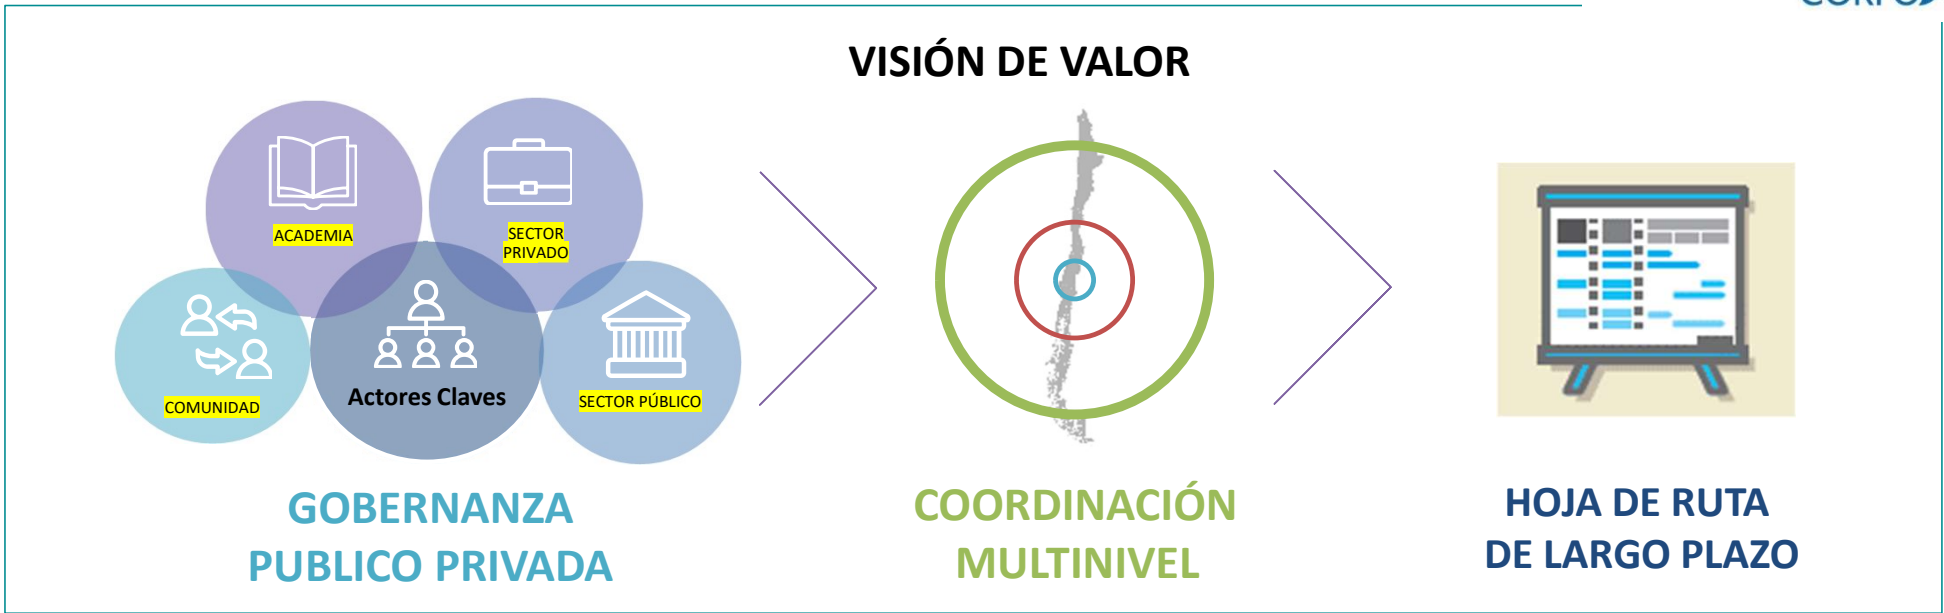 VISIÓN DE VALOR
ACADEMIA
SECTOR
PRIVADO
COMUNIDAD
Actores Claves
SECTOR PÚBLICO
GOBERNANZA
PUBLICO PRIVADA
COORDINACIÓN
MULTINIVEL
HOJA DE RUTA
DE LARGO PLAZO